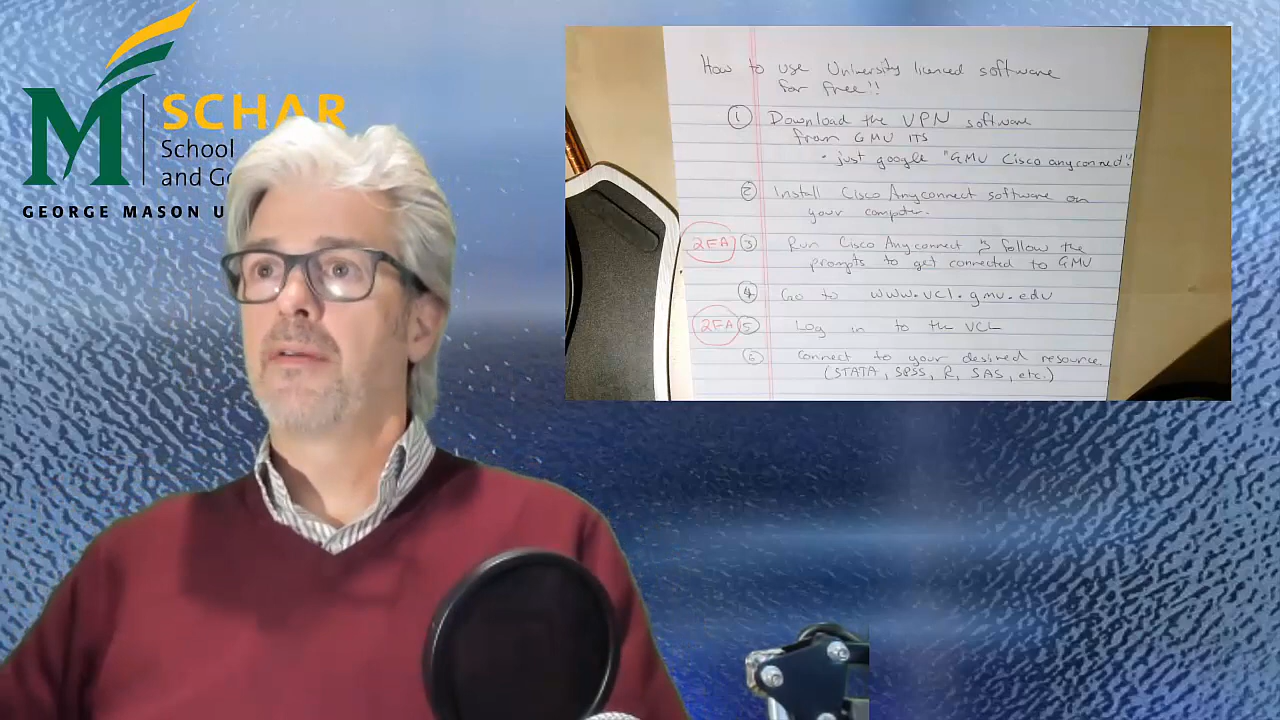 SCHAR
School
and Go
GEORGE MASON U
How to use University licenced software
for free!!
① Download the VPN software
from GMU ITS
• just google "GMU Cisco anyconnect"!
② Install Cisco Anyconnect software on
your computer.
2FA ③ Run Cisco Anyconnect & follow the
prompts to get connected to GMU
④ Go to www.vcl.gmu.edu
2FA ⑤ Log in to the VCL
⑥ Connect to your desired resource
(STATA, SPSS, R, SAS, etc.)